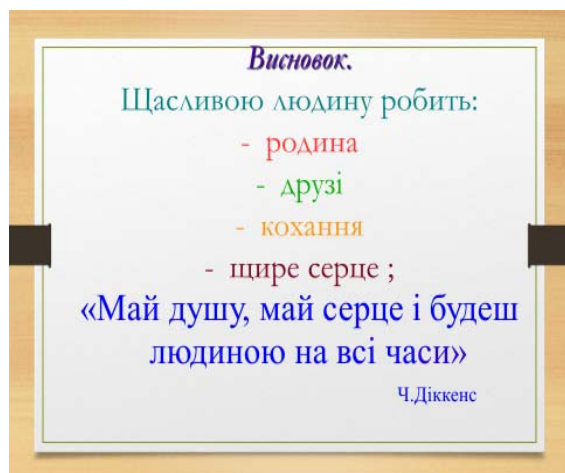 Висновок.
Щасливою людину робить:
- родина
- друзі
- кохання
- щире серце ;
«Май душу, май серце і будеш
людиною на всі часи»
Ч.Діккенс